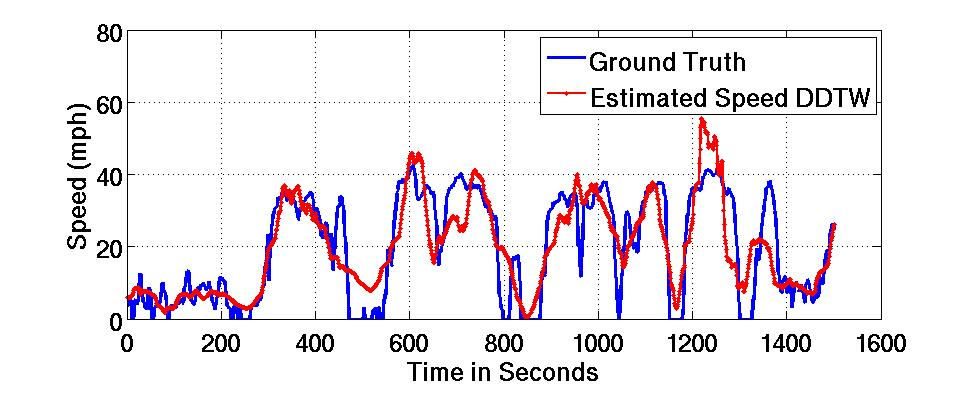 80
60
40
20
0
Speed (mph)
Ground Truth
Estimated Speed DDTW
0 200 400 600 800 1000 1200 1400 1600
Time in Seconds